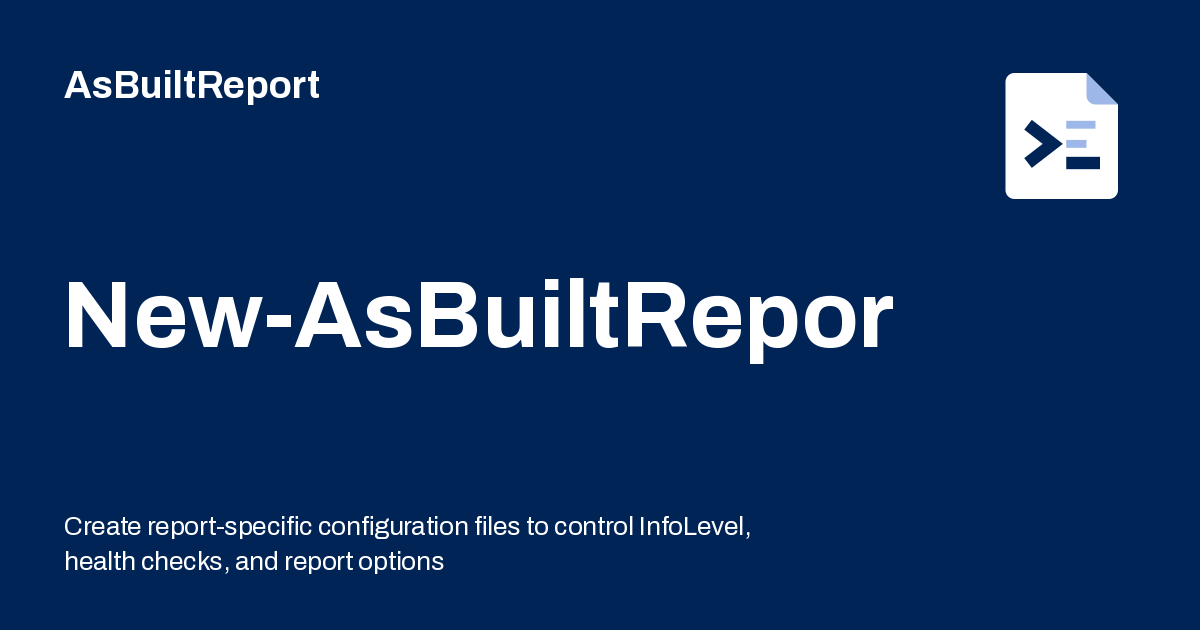 AsBuiltReport
New-AsBuiltRepor
Create report-specific configuration files to control InfoLevel,
health checks, and report options